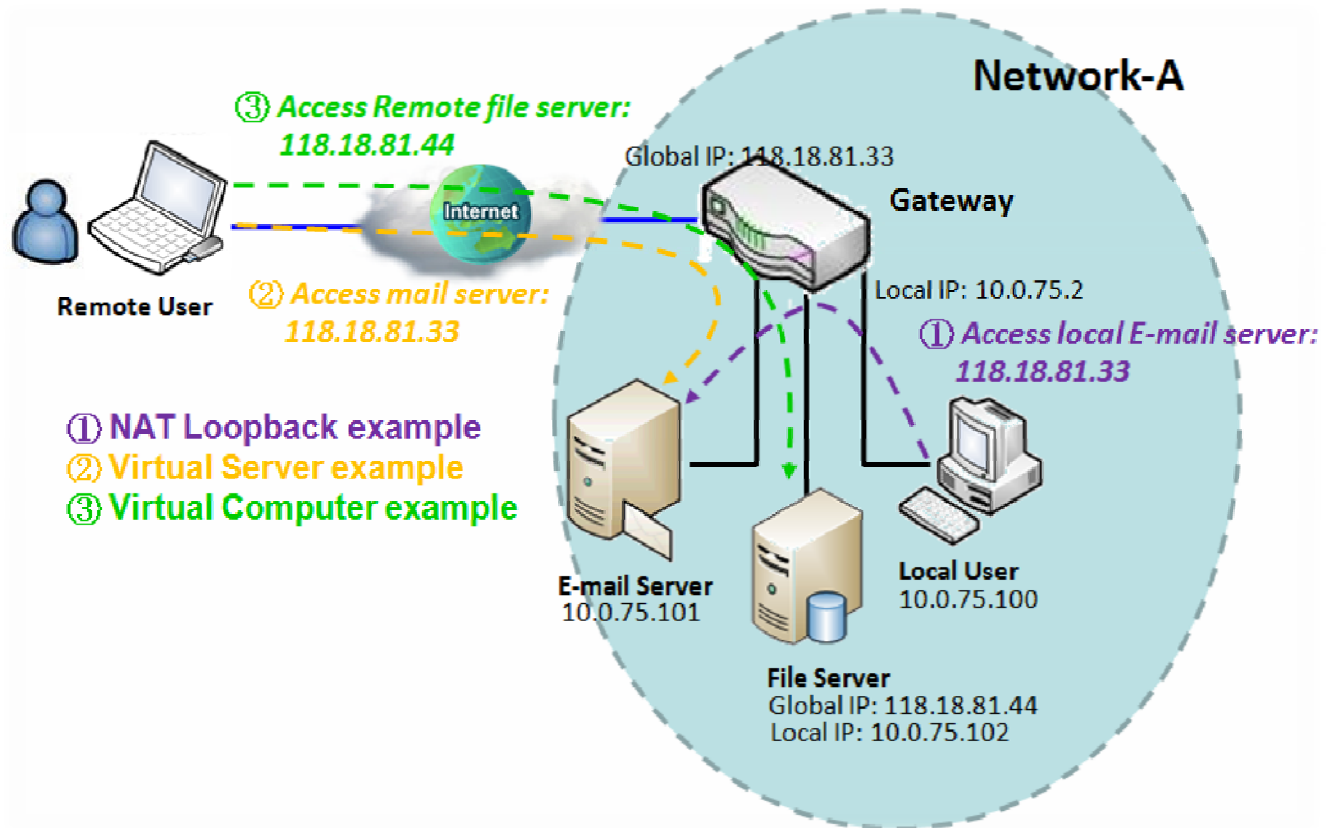 Network-A
③ Access Remote file server:
118.18.81.44
Global IP: 118.18.81.33
Gateway
Internet
Remote User
② Access mail server:
118.18.81.33
Local IP: 10.0.75.2
① Access local E-mail server:
118.18.81.33
① NAT Loopback example
② Virtual Server example
③ Virtual Computer example
E-mail Server
10.0.75.101
Local User
10.0.75.100
File Server
Global IP: 118.18.81.44
Local IP: 10.0.75.102